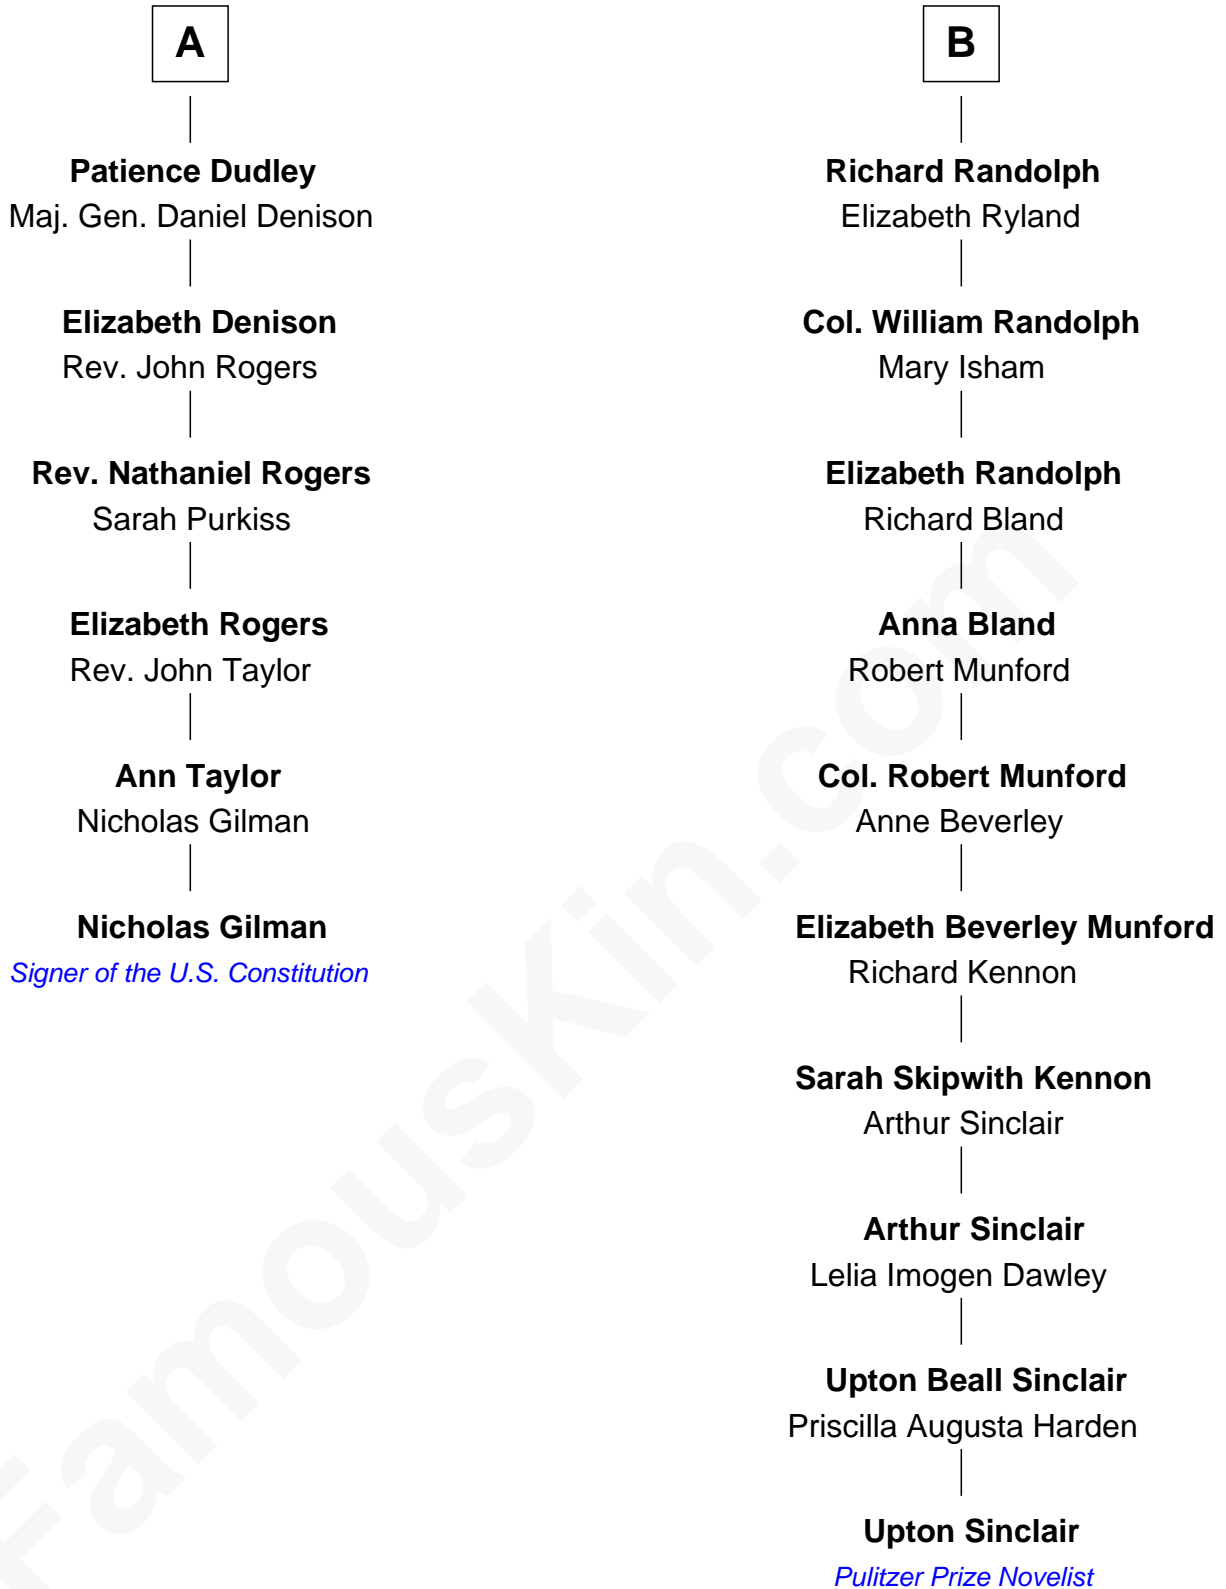 A
Patience Dudley
Maj. Gen. Daniel Denison
Elizabeth Denison
Rev. John Rogers
Rev. Nathaniel Rogers
Sarah Purkiss
Elizabeth Rogers
Rev. John Taylor
Ann Taylor
Nicholas Gilman
Nicholas Gilman
Signer of the U.S. Constitution
B
Richard Randolph
Elizabeth Ryland
Col. William Randolph
Mary Isham
Elizabeth Randolph
Richard Bland
Anna Bland
Robert Munford
Col. Robert Munford
Anne Beverley
Elizabeth Beverley Munford
Richard Kennon
Sarah Skipwith Kennon
Arthur Sinclair
Arthur Sinclair
Lelia Imogen Dawley
Upton Beall Sinclair
Priscilla Augusta Harden
Upton Sinclair
Pulitzer Prize Novelist
FamousKin.com